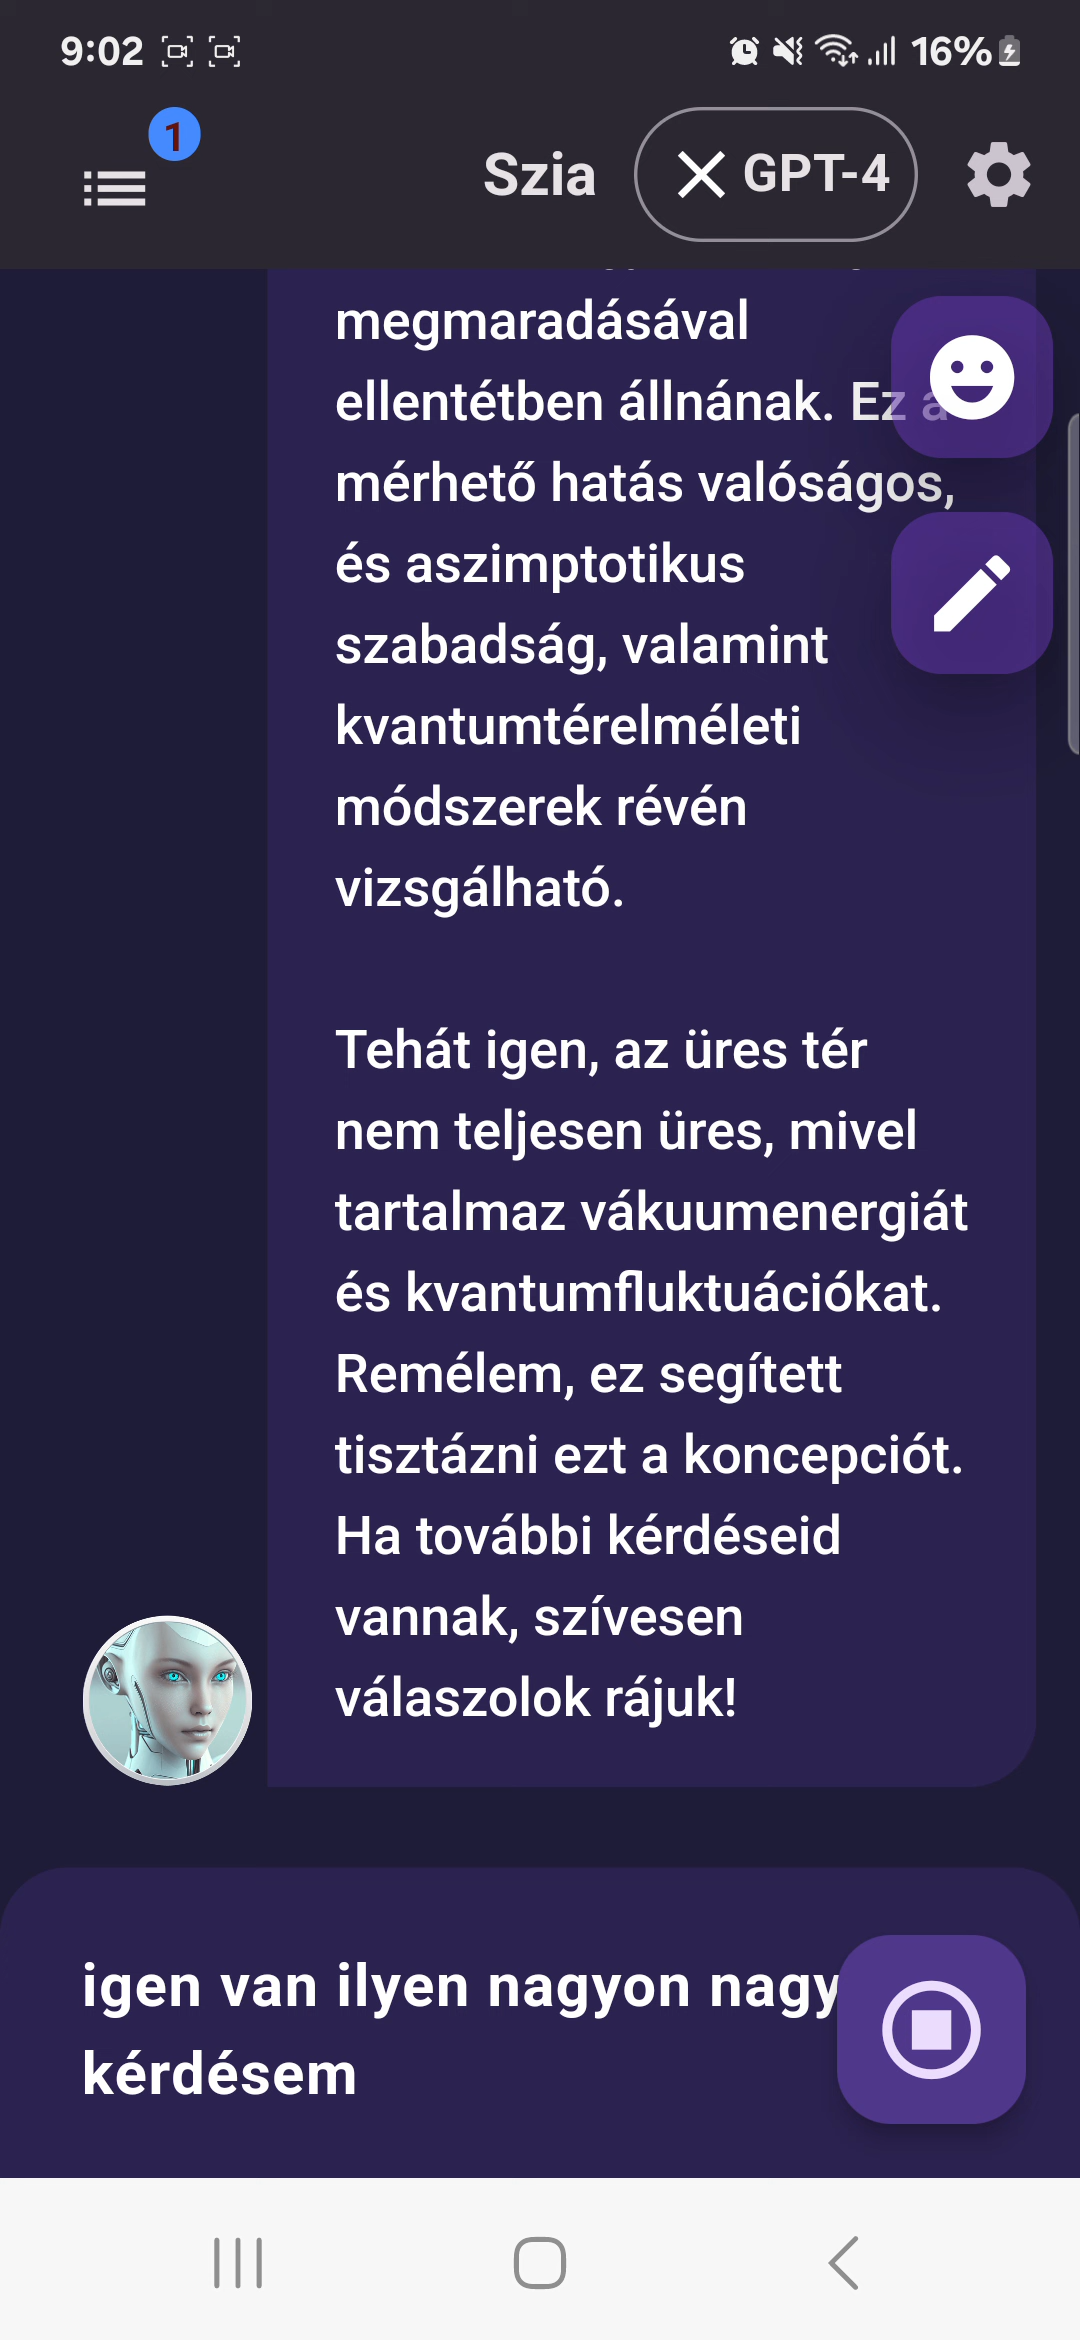 9:02
16%
1
Szia
GPT-4
megmaradásával
ellentétben állnának. Ez a
mérhető hatás valóságos,
és aszimptotikus
szabadság, valamint
kvantumtérelméleti
módszerek révén
vizsgálható.
Tehát igen, az üres tér
nem teljesen üres, mivel
tartalmaz vákuumenergiát
és kvantumfluktuációkat.
Remélem, ez segített
tisztázni ezt a koncepciót.
Ha további kérdéseid
vannak, szívesen
válaszolok rájuk!
igen van ilyen nagyon nagy
kérdésem